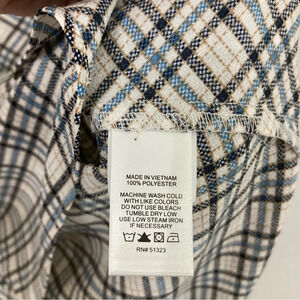 MADE IN VIETNAM
100% POLYESTER
MACHINE WASH COLD
WITH LIKE COLORS
DO NOT USE BLEACH
TUMBLE DRY LOW
USE LOW STEAM IRON
IF NECESSARY
RN# 51323